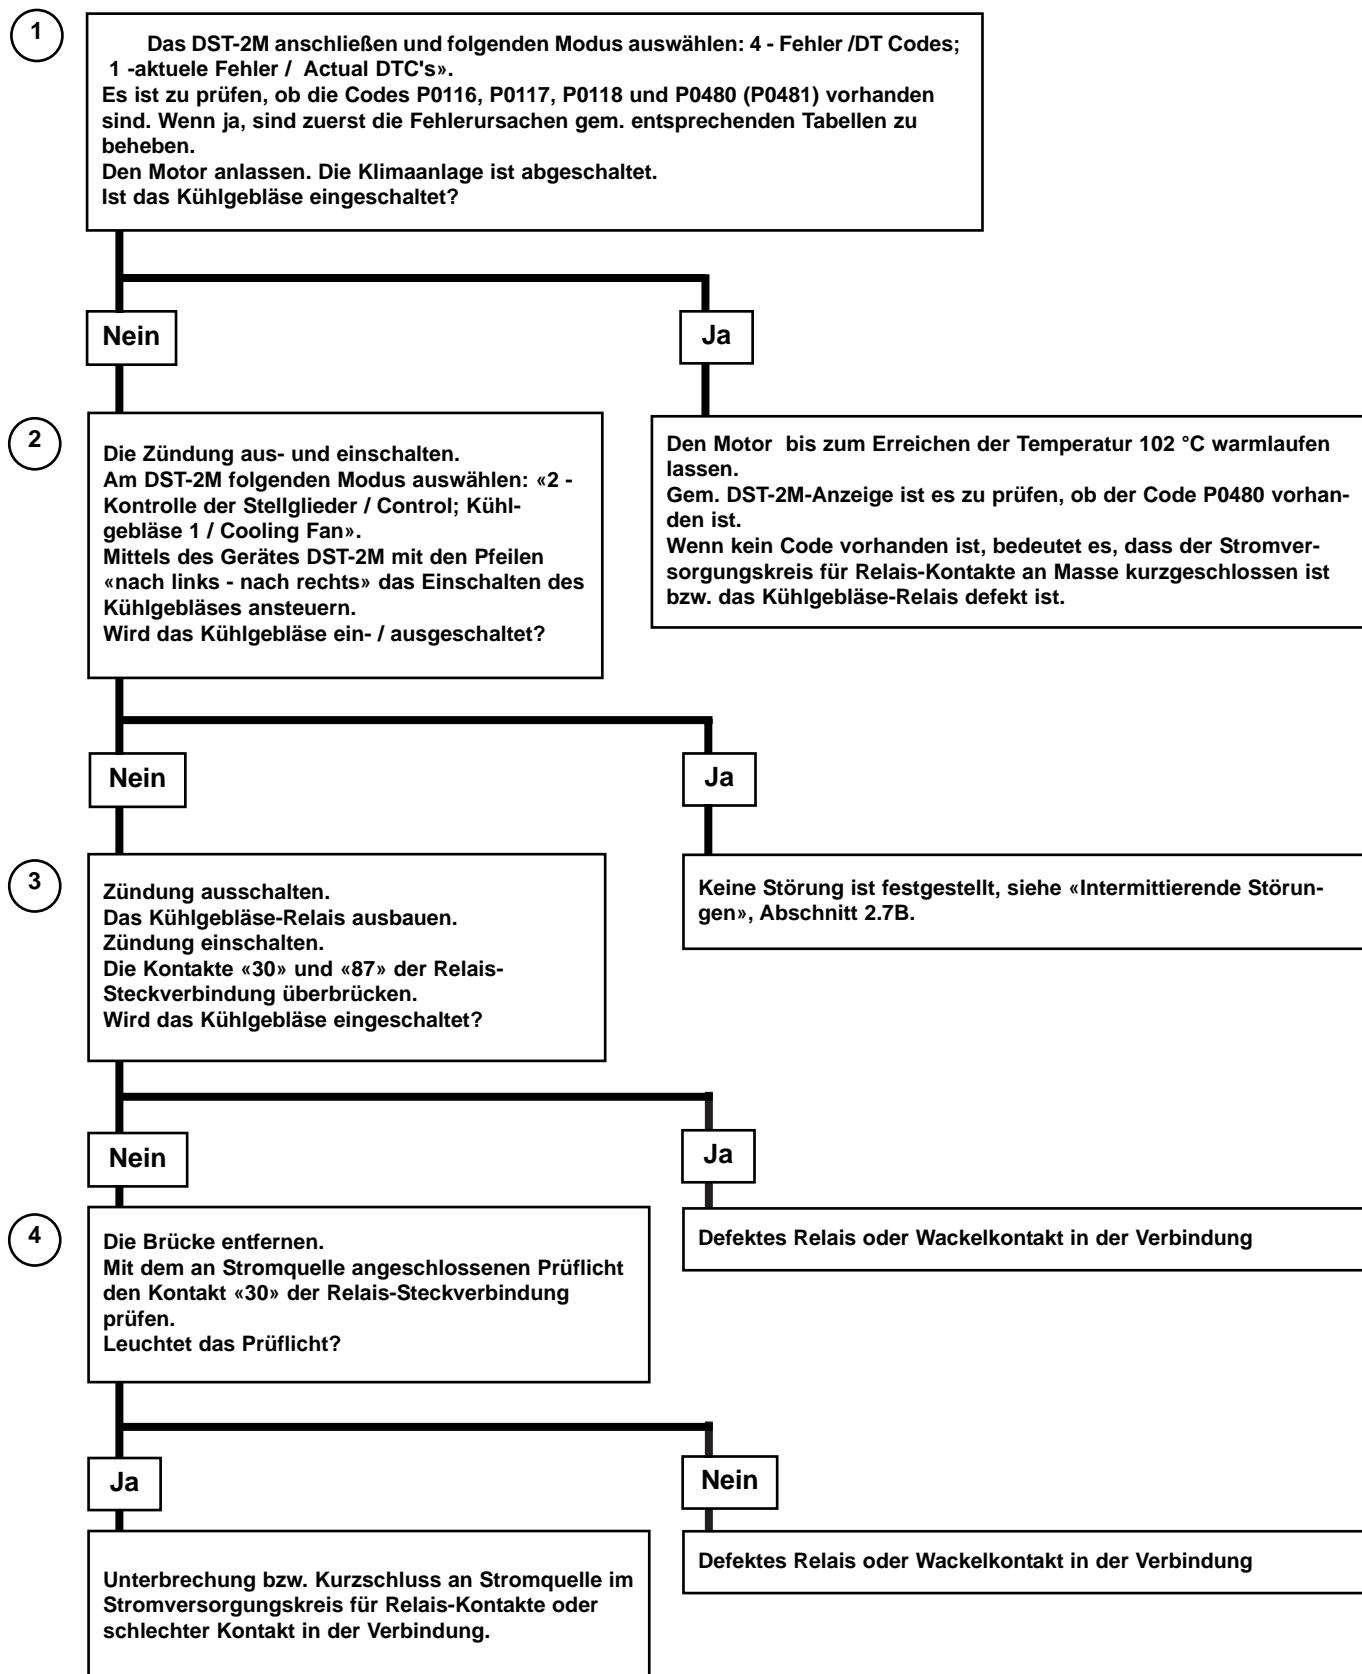 1
Das DST-2M anschließen und folgenden Modus auswählen: 4 - Fehler /DT Codes;
1 -aktuele Fehler / Actual DTC's».
Es ist zu prüfen, ob die Codes P0116, P0117, P0118 und P0480 (P0481) vorhanden
sind. Wenn ja, sind zuerst die Fehlerursachen gem. entsprechenden Tabellen zu
beheben.
Den Motor anlassen. Die Klimaanlage ist abgeschaltet.
Ist das Kühlgebläse eingeschaltet?
Nein
Ja
2
Die Zündung aus- und einschalten.
Am DST-2M folgenden Modus auswählen: «2 -
Kontrolle der Stellglieder / Control; Kühl-
gebläse 1 / Cooling Fan».
Mittels des Gerätes DST-2M mit den Pfeilen
«nach links - nach rechts» das Einschalten des
Kühlgebläses ansteuern.
Wird das Kühlgebläse ein- / ausgeschaltet?
Den Motor bis zum Erreichen der Temperatur 102 °C warmlaufen
lassen.
Gem. DST-2M-Anzeige ist es zu prüfen, ob der Code P0480 vorhan-
den ist.
Wenn kein Code vorhanden ist, bedeutet es, dass der Stromver-
sorgungskreis für Relais-Kontakte an Masse kurzgeschlossen ist
bzw. das Kühlgebläse-Relais defekt ist.
Nein
Ja
3
Zündung ausschalten.
Das Kühlgebläse-Relais ausbauen.
Zündung einschalten.
Die Kontakte «30» und «87» der Relais-
Steckverbindung überbrücken.
Wird das Kühlgebläse eingeschaltet?
Keine Störung ist festgestellt, siehe «Intermittierende Störun-
gen», Abschnitt 2.7B.
Nein
Ja
4
Die Brücke entfernen.
Mit dem an Stromquelle angeschlossenen Prüflicht
den Kontakt «30» der Relais-Steckverbindung
prüfen.
Leuchtet das Prüflicht?
Defektes Relais oder Wackelkontakt in der Verbindung
Ja
Nein
Unterbrechung bzw. Kurzschluss an Stromquelle im
Stromversorgungskreis für Relais-Kontakte oder
schlechter Kontakt in der Verbindung.
Defektes Relais oder Wackelkontakt in der Verbindung